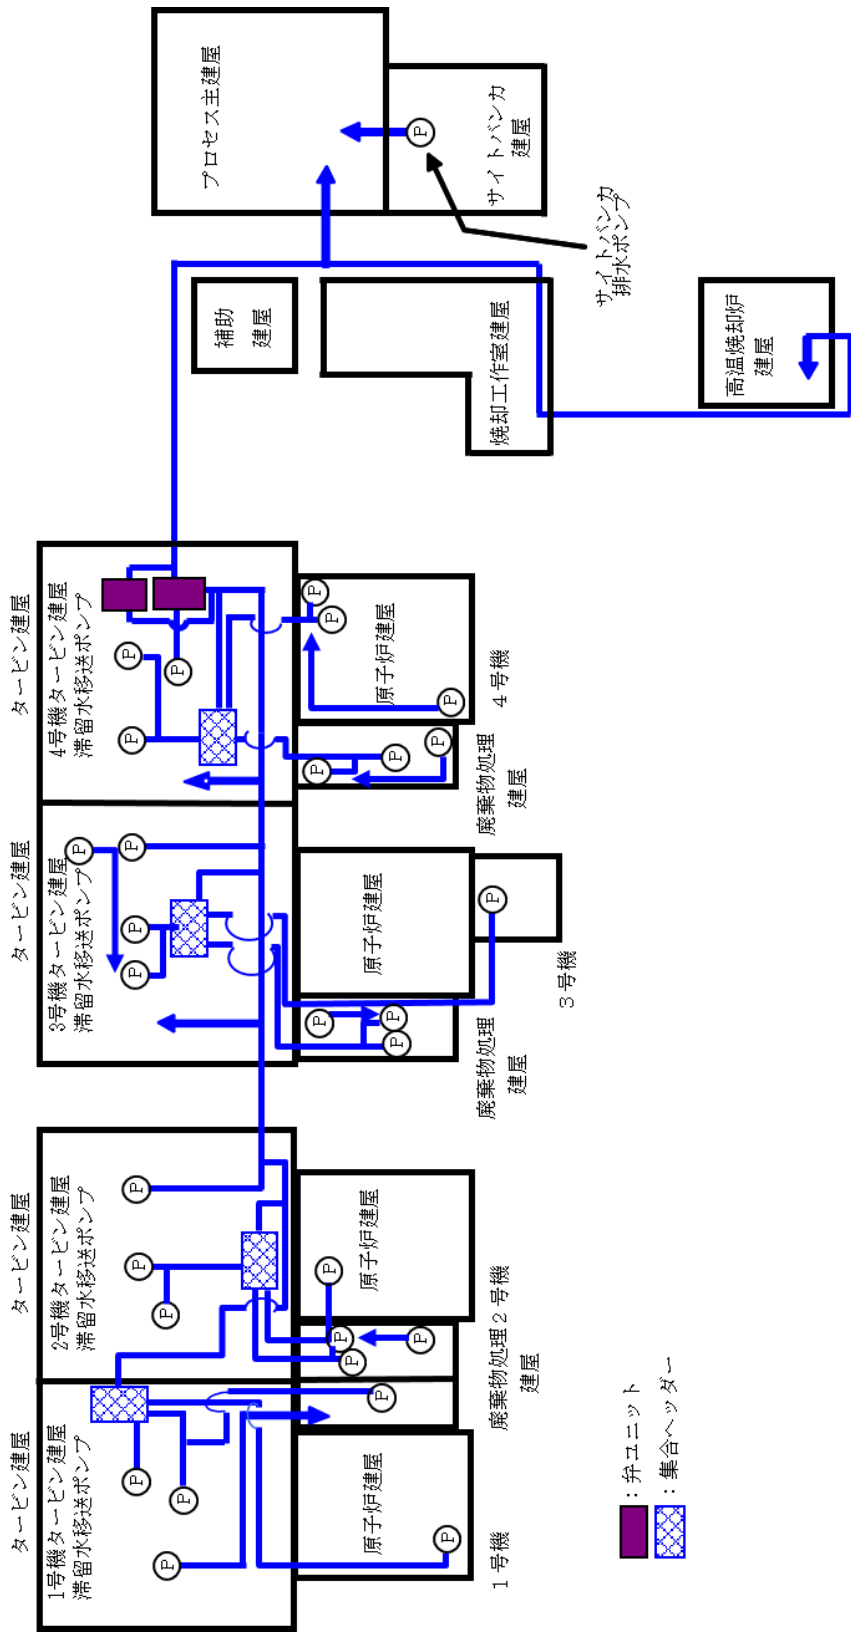 タービン建屋
1号機タービン建屋
滞留水移送ポンプ
P
P
P
原子炉建屋
P
1号機
P
タービン建屋
2号機タービン建屋
滞留水移送ポンプ
P
P
P
原子炉建屋
P
P
P
P
廃棄物処理2号機
建屋
タービン建屋
3号機タービン建屋
滞留水移送ポンプ
P
P
P
P
原子炉建屋
P
P
P
P
廃棄物処理
建屋
3号機
タービン建屋
4号機タービン建屋
滞留水移送ポンプ
P
P
P
原子炉建屋
P
P
P
P
P
P
廃棄物処理
建屋
4号機
補助
建屋
焼却工作室建屋
プロセス主建屋
P
サイトバンカ
建屋
サイトバンカ
排水ポンプ
高温焼却炉
建屋
：弁ユニット
：集合ヘッダー